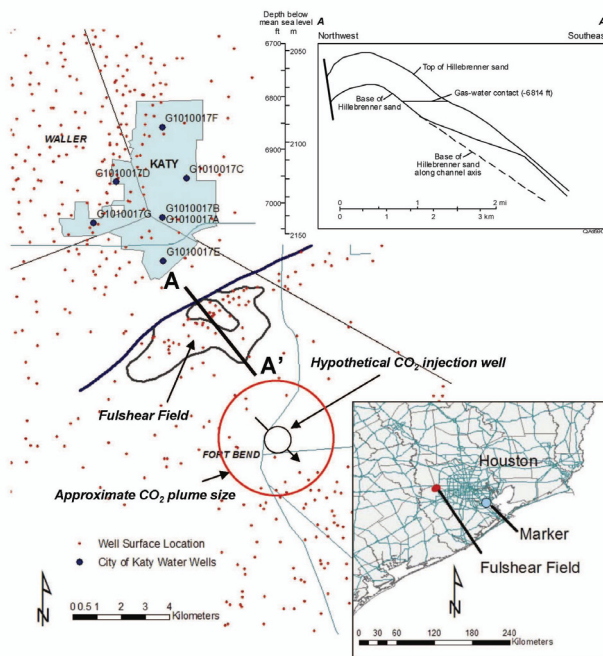 Depth below
mean sea level
ft m
6700
2050
6800
6900
2100
7000
2150
A
Northwest
A
Southeast
Top of Hillebrenner sand
Gas-water contact (-6814 ft)
Base of
Hillebrenner sand
Base of
Hillebrenner sand
along channel axis
0 1 2 mi
0 1 2 3 km
WALLER
G1010017F
KATY
G1010017D
G1010017C
G1010017G
G1010017B
G1010017A
G1010017E
A
A'
Hypothetical CO2 injection well
Fulshear Field
FORT BEND
Approximate CO2 plume size
Houston
Marker
Fulshear Field
Well Surface Location
City of Katy Water Wells
N
0 0.5 1 2 3 4
Kilometers
N
0 30 60 120 180 240
Kilometers